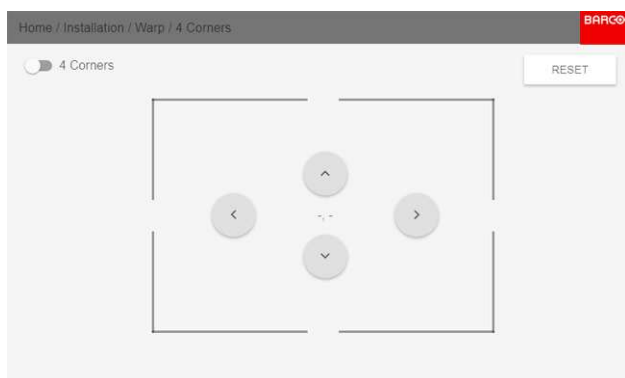 Home / Installation / Warp / 4 Corners
BARCO
4 Corners
RESET
-, -